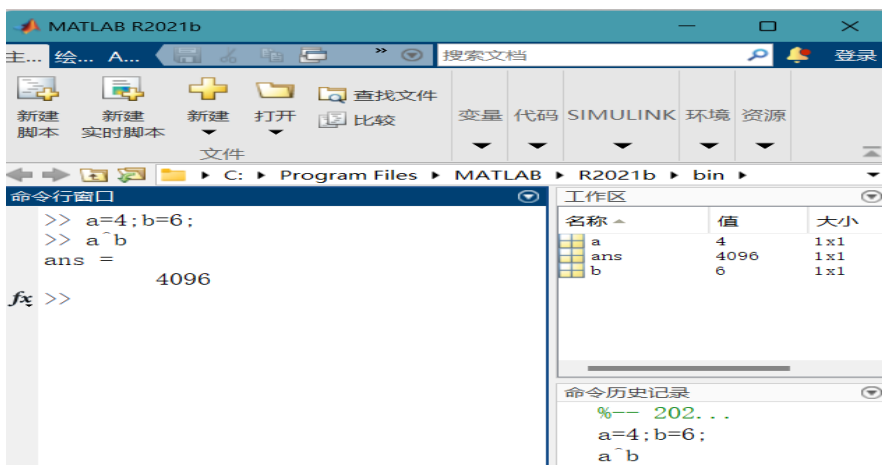 MATLAB R2021b
主... 绘... A... » 搜索文档 登录
新建脚本 新建实时脚本 新建 打开 查找文件 比较 变量 代码 SIMULINK 环境 资源
文件
C: Program Files MATLAB R2021b bin
命令行窗口
>> a=4;b=6;
>> a^b
ans =
4096
fx >>
工作区
名称 值 大小
a 4 1x1
ans 4096 1x1
b 6 1x1
命令历史记录
%-- 202...
a=4;b=6;
a^b